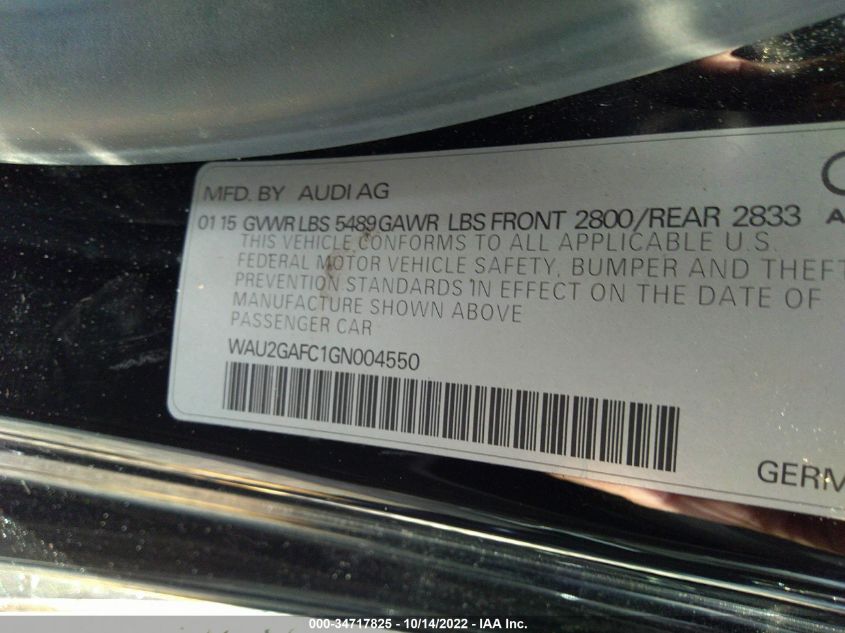 MFD. BY AUDI AG
01 15 GVWR LBS 5489 GAWR LBS FRONT 2800/REAR 2833
THIS VEHICLE CONFORMS TO ALL APPLICABLE U.S.
FEDERAL MOTOR VEHICLE SAFETY, BUMPER AND THEFT
PREVENTION STANDARDS IN EFFECT ON THE DATE OF
MANUFACTURE SHOWN ABOVE
PASSENGER CAR
WAU2GAFC1GN004550
GERM
000-34717825 - 10/14/2022 - IAA Inc.